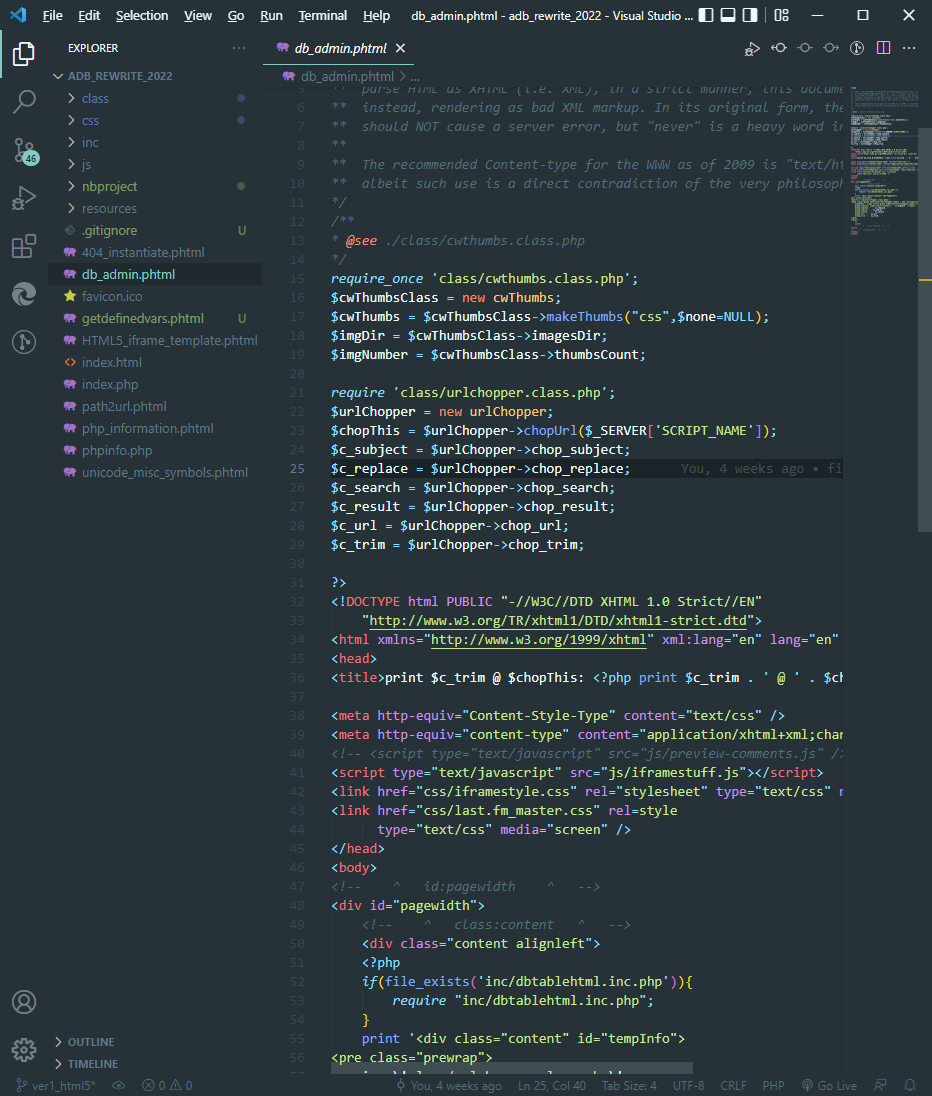 File Edit Selection View Go Run Terminal Help db_admin.phtml - adb_rewrite_2022 - Visual Studio ...
EXPLORER
ADB_REWRITE_2022
class
css
inc
js
nbproject
resources
.gitignore U
404_instantiate.phtml
db_admin.phtml
favicon.ico
getdefinedvars.phtml U
HTML5_iframe_template.phtml
index.html
index.php
path2url.phtml
php_information.phtml
phpinfo.php
unicode_misc_symbols.phtml
46
OUTLINE
TIMELINE
db_admin.phtml
db_admin.phtml > ...
5 ** parse HTML as XHTML (i.e. XML), in a strict manner, this docume
6 ** instead, rendering as bad XML markup. In its original form, the
7 ** should NOT cause a server error, but "never" is a heavy word in
8 **
9 ** The recommended Content-type for the WWW as of 2009 is "text/ht
10 ** albeit such use is a direct contradiction of the very philosoph
11 */
12 /**
13 * @see ./class/cwthumbs.class.php
14 */
15 require_once 'class/cwthumbs.class.php';
16 $cwThumbsClass = new cwThumbs;
17 $cwThumbs = $cwThumbsClass->makeThumbs("css",$none=NULL);
18 $imgDir = $cwThumbsClass->imagesDir;
19 $imgNumber = $cwThumbsClass->thumbsCount;
20
21 require 'class/urlchopper.class.php';
22 $urlChopper = new urlChopper;
23 $chopThis = $urlChopper->chopUrl($_SERVER['SCRIPT_NAME']);
24 $c_subject = $urlChopper->chop_subject;
25 $c_replace = $urlChopper->chop_replace; You, 4 weeks ago • fi
26 $c_search = $urlChopper->chop_search;
27 $c_result = $urlChopper->chop_result;
28 $c_url = $urlChopper->chop_url;
29 $c_trim = $urlChopper->chop_trim;
30
31 ?>
32 <!DOCTYPE html PUBLIC "-//W3C//DTD XHTML 1.0 Strict//EN"
33 "http://www.w3.org/TR/xhtml1/DTD/xhtml1-strict.dtd">
34 <html xmlns="http://www.w3.org/1999/xhtml" xml:lang="en" lang="en"
35 <head>
36 <title>print $c_trim @ $chopThis: <?php print $c_trim . ' @ ' . $ch
37
38 <meta http-equiv="Content-Style-Type" content="text/css" />
39 <meta http-equiv="content-type" content="application/xhtml+xml;char
40 <!-- <script type="text/javascript" src="js/preview-comments.js" />
41 <script type="text/javascript" src="js/iframestuff.js"></script>
42 <link href="css/iframestyle.css" rel="stylesheet" type="text/css" m
43 <link href="css/last.fm_master.css" rel=style
44 type="text/css" media="screen" />
45 </head>
46 <body>
47 <!-- ^ id:pagewidth ^ -->
48 <div id="pagewidth">
49 <!-- ^ class:content ^ -->
50 <div class="content alignleft">
51 <?php
52 if(file_exists('inc/dbtablehtml.inc.php')){
53 require "inc/dbtablehtml.inc.php";
54 }
55 print '<div class="content" id="tempInfo">
56 <pre class="prewrap">
ver1_html5* 0 0 You, 4 weeks ago Ln 25, Col 40 Tab Size: 4 UTF-8 CRLF PHP Go Live